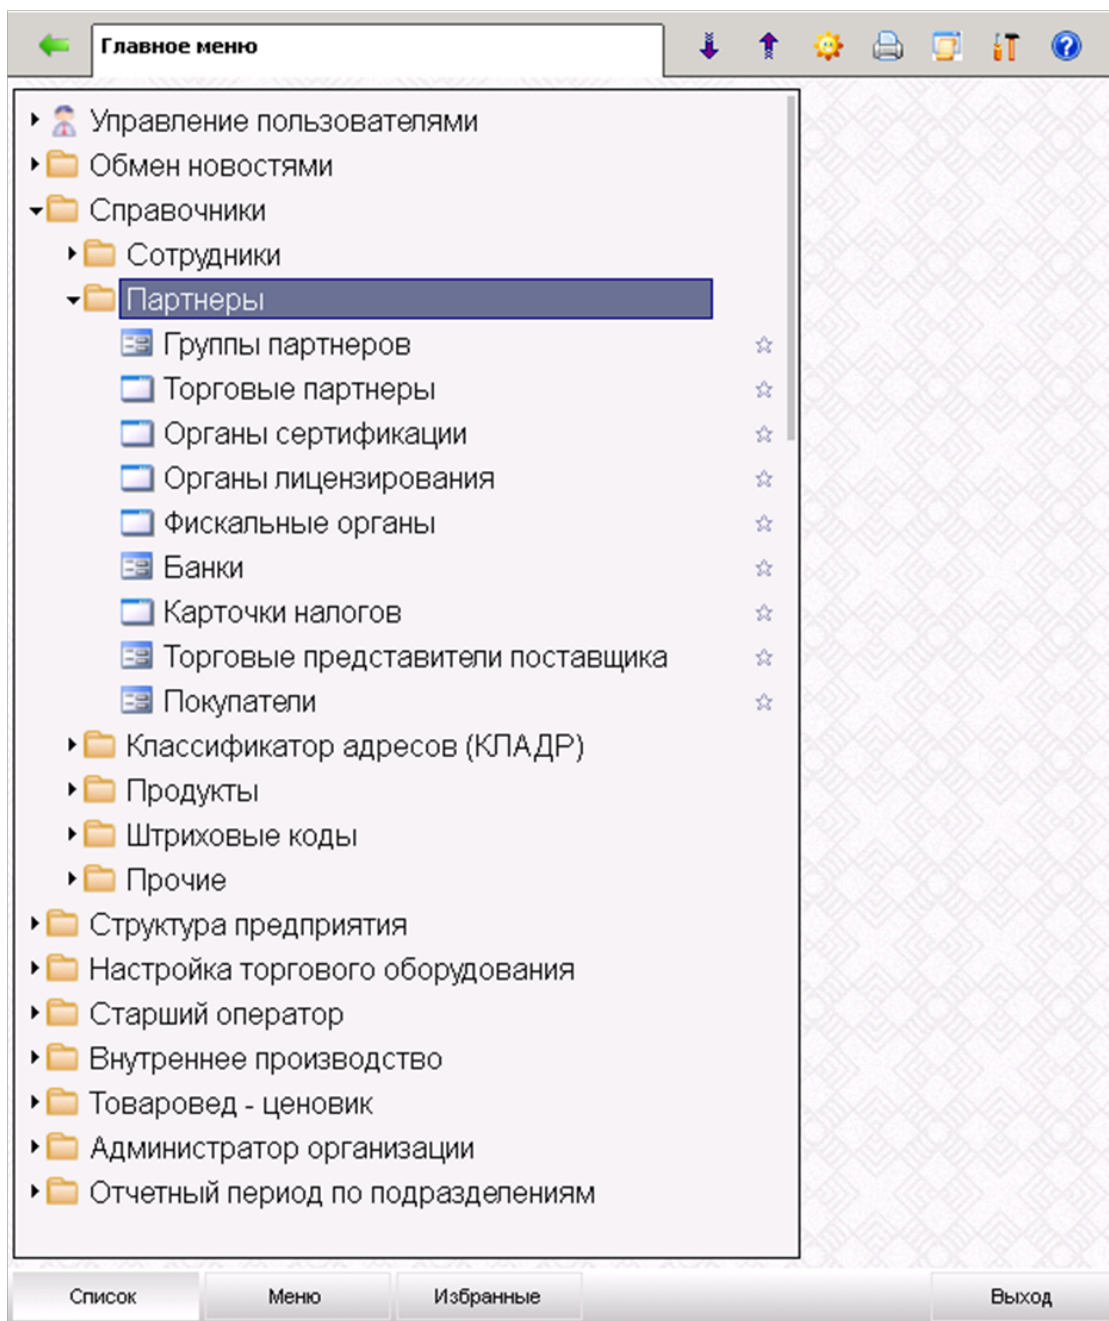 Главное меню
Управление пользователями
Обмен новостями
Справочники
Сотрудники
Партнеры
Группы партнеров
Торговые партнеры
Органы сертификации
Органы лицензирования
Фискальные органы
Банки
Карточки налогов
Торговые представители поставщика
Покупатели
Классификатор адресов (КЛАДР)
Продукты
Штриховые коды
Прочие
Структура предприятия
Настройка торгового оборудования
Старший оператор
Внутреннее производство
Товаровед - ценовик
Администратор организации
Отчетный период по подразделениям
Список Меню Избранные Выход